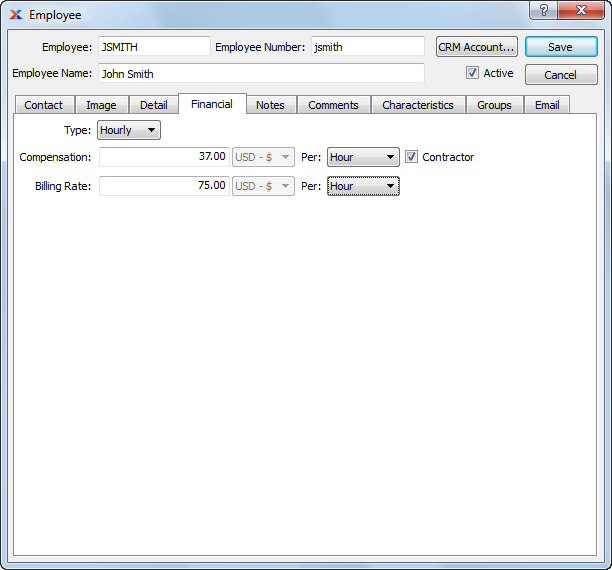 Employee
?
Employee: JSMITH Employee Number: jsmith CRM Account... Save
Employee Name: John Smith Active Cancel
Contact Image Detail Financial Notes Comments Characteristics Groups Email
Type: Hourly
Compensation: 37.00 USD - $ Per: Hour Contractor
Billing Rate: 75.00 USD - $ Per: Hour